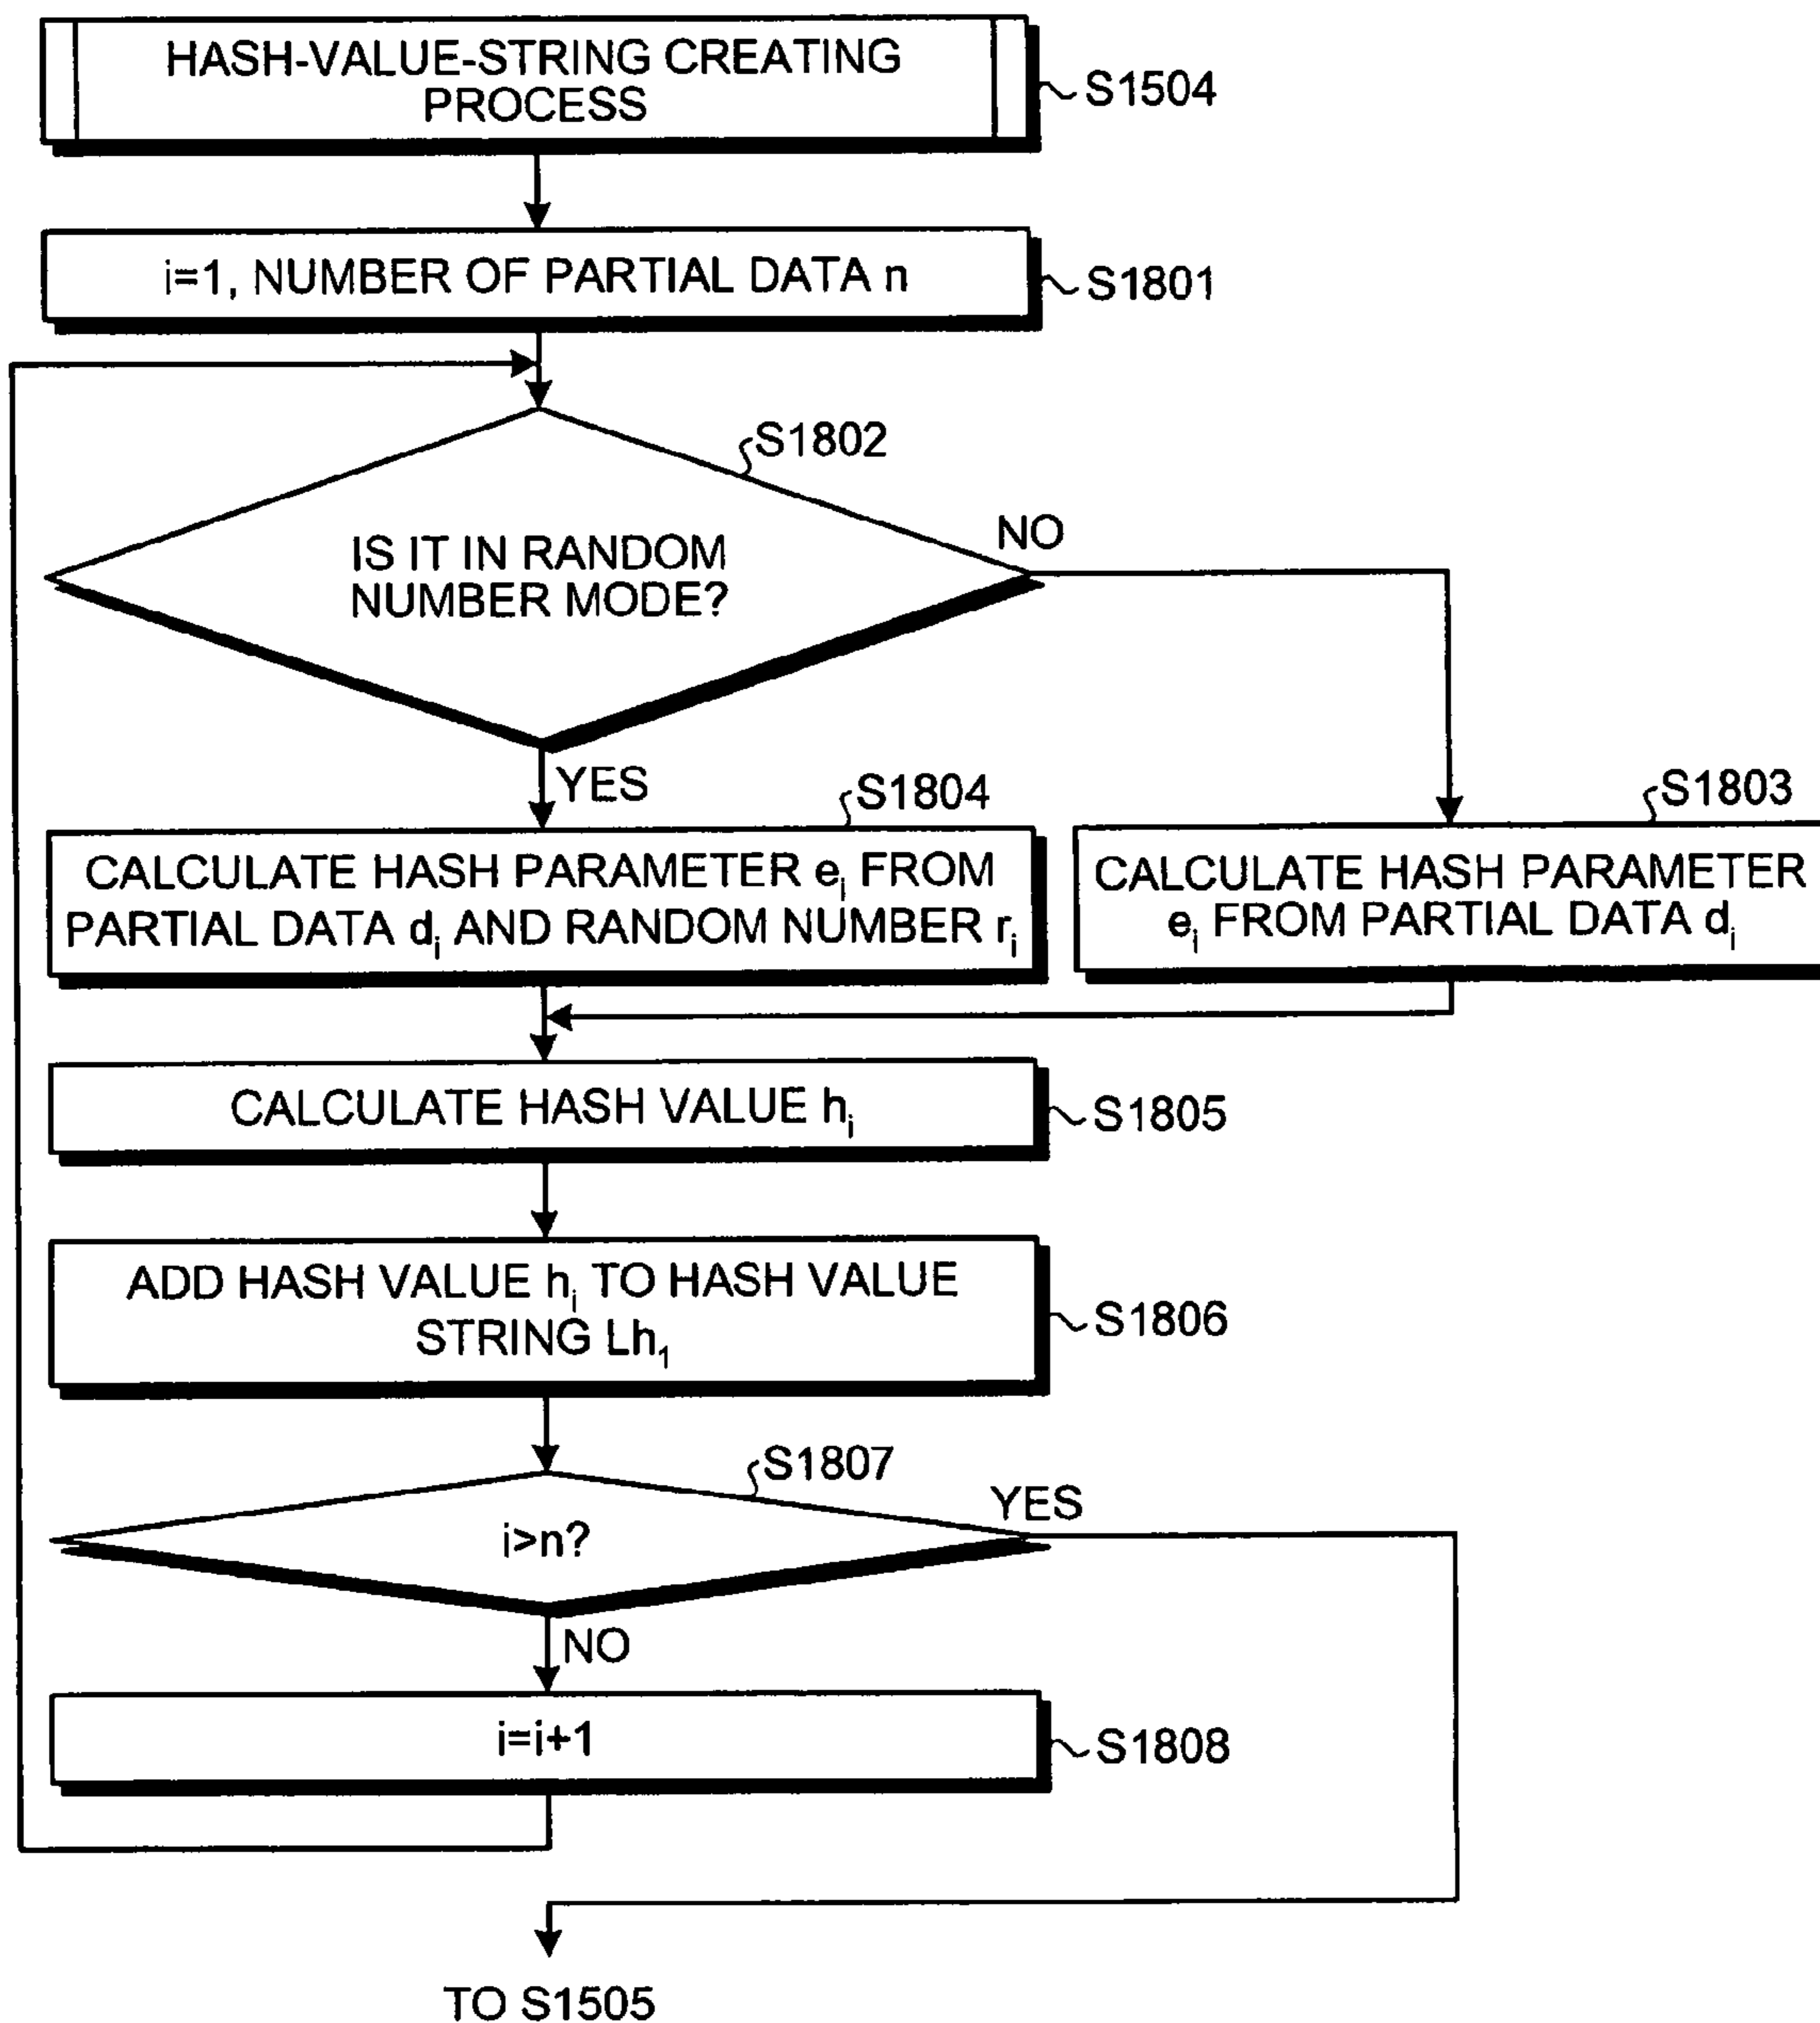 HASH-VALUE-STRING CREATING
PROCESS
S1504
i=1, NUMBER OF PARTIAL DATA n
S1801
S1802
IS IT IN RANDOM
NUMBER MODE?
NO
YES
S1804
CALCULATE HASH PARAMETER eᵢ FROM
PARTIAL DATA dᵢ AND RANDOM NUMBER rᵢ
S1803
CALCULATE HASH PARAMETER
eᵢ FROM PARTIAL DATA dᵢ
CALCULATE HASH VALUE hᵢ
S1805
ADD HASH VALUE hᵢ TO HASH VALUE
STRING Lh₁
S1806
S1807
i>n?
YES
NO
i=i+1
S1808
TO S1505